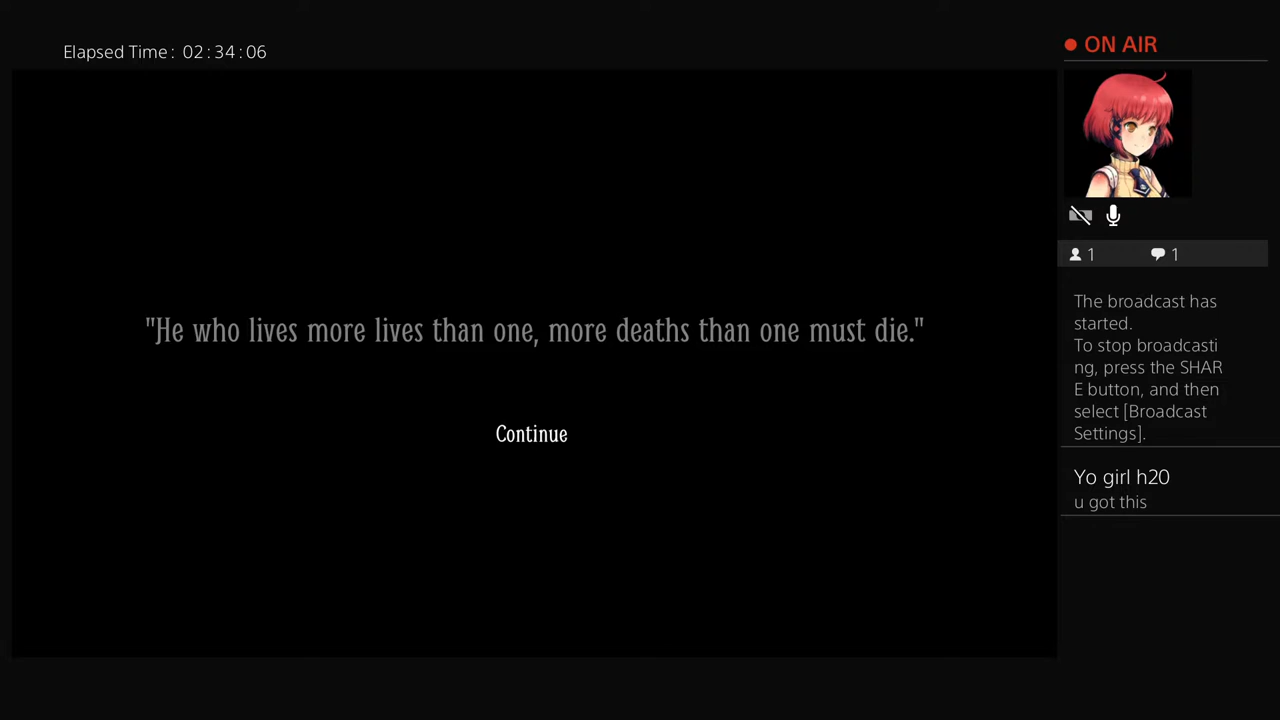 Elapsed Time: 02:34:06
ON AIR
1 1
"He who lives more lives than one, more deaths than one must die."
Continue
The broadcast has
started.
To stop broadcasti
ng, press the SHAR
E button, and then
select [Broadcast
Settings].
Yo girl h20
u got this